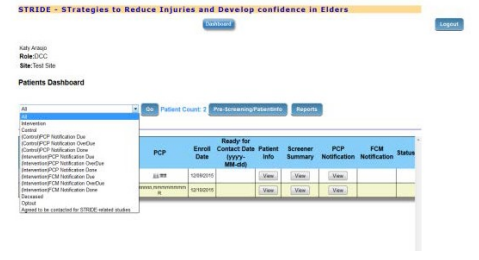 STRIDE - STrategies to Reduce Injuries and Develop confidence in Elders
Dashboard
Logout
Katy Araujo
Role:DCC
Site:Test Site
Patients Dashboard
All Go Patient Count: 2 Pre-Screening/PatientInfo Reports
All
Intervention
Control
(Control)PCP Notification Due
(Control)PCP Notification OverDue
(Control)PCP Notification Done
(Intervention)PCP Notification Due
(Intervention)PCP Notification OverDue
(Intervention)PCP Notification Done
(Intervention)FCM Notification Due
(Intervention)FCM Notification OverDue
(Intervention)FCM Notification Done
Deceased
Optout
Agreed to be contacted for STRIDE related studies
PCP Enroll Date Ready for Contact Date (yyyy-MM-dd) Patient Info Screener Summary PCP Notification FCM Notification Status
12/09/2015 View View View
R 12/10/2015 View View View